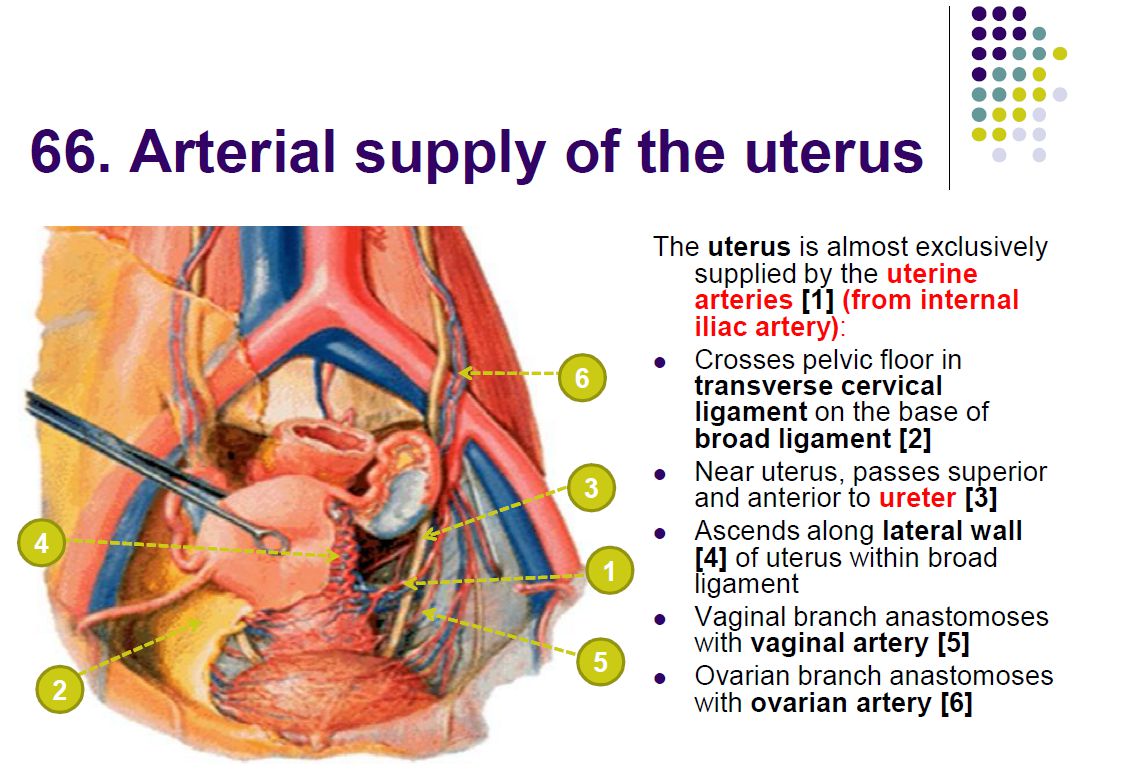 66. Arterial supply of the uterus
The uterus is almost exclusively
supplied by the uterine
arteries [1] (from internal
iliac artery):
Crosses pelvic floor in
transverse cervical
ligament on the base of
broad ligament [2]
Near uterus, passes superior
and anterior to ureter [3]
Ascends along lateral wall
[4] of uterus within broad
ligament
Vaginal branch anastomoses
with vaginal artery [5]
Ovarian branch anastomoses
with ovarian artery [6]
6
3
4
1
5
2